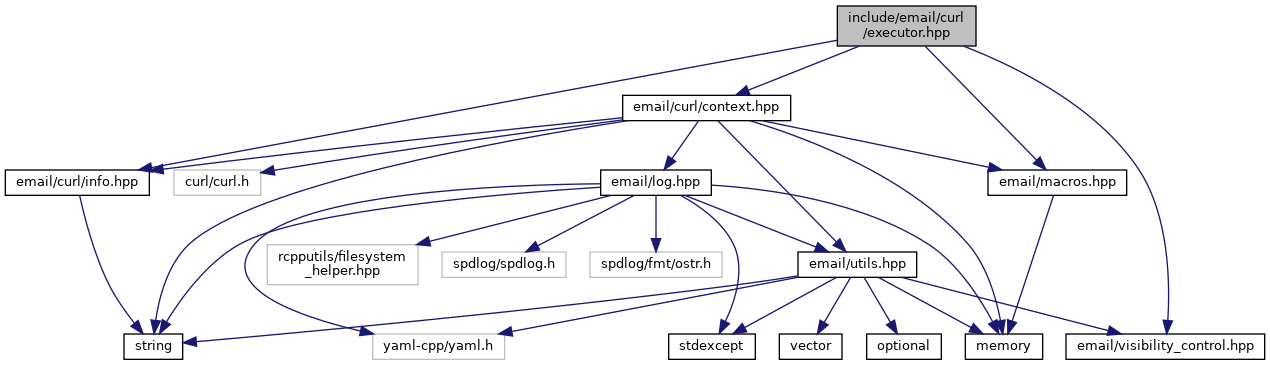 include/email/curl
/executor.hpp
email/curl/context.hpp
email/curl/info.hpp
curl/curl.h
email/log.hpp
email/macros.hpp
rcpputils/filesystem
_helper.hpp
spdlog/spdlog.h
spdlog/fmt/ostr.h
email/utils.hpp
string
yaml-cpp/yaml.h
stdexcept
vector
optional
memory
email/visibility_control.hpp